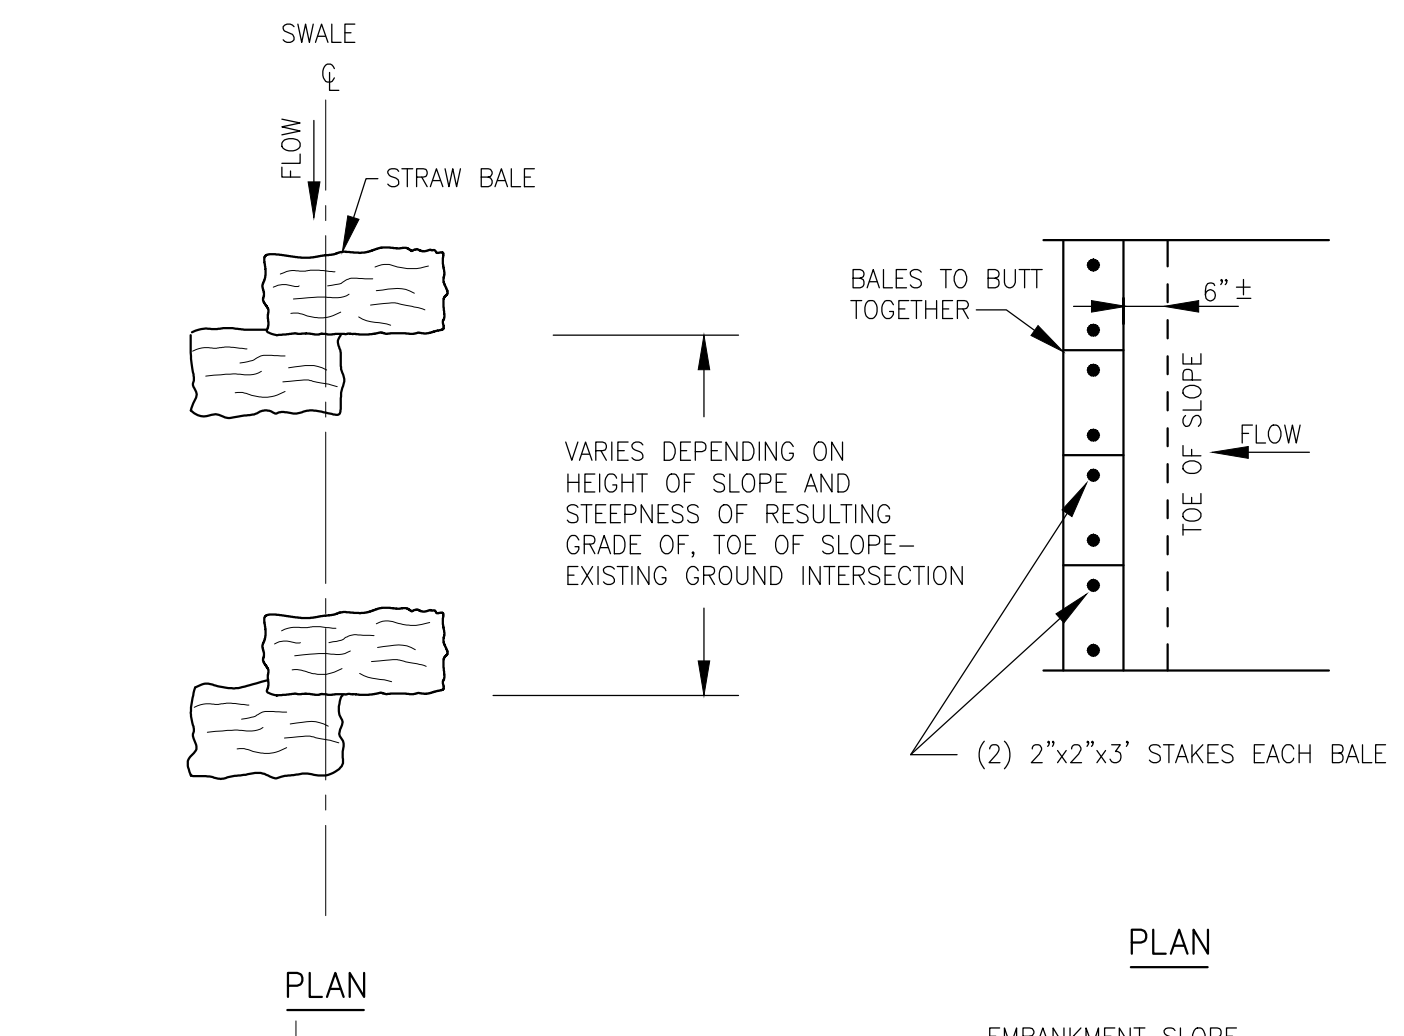 SWALE
℄
FLOW
STRAW BALE
VARIES DEPENDING ON
HEIGHT OF SLOPE AND
STEEPNESS OF RESULTING
GRADE OF, TOE OF SLOPE–
EXISTING GROUND INTERSECTION
PLAN
BALES TO BUTT
TOGETHER
6” ±
TOE OF SLOPE
FLOW
(2) 2”x2”x3’ STAKES EACH BALE
PLAN
EMBANKMENT SLOPE